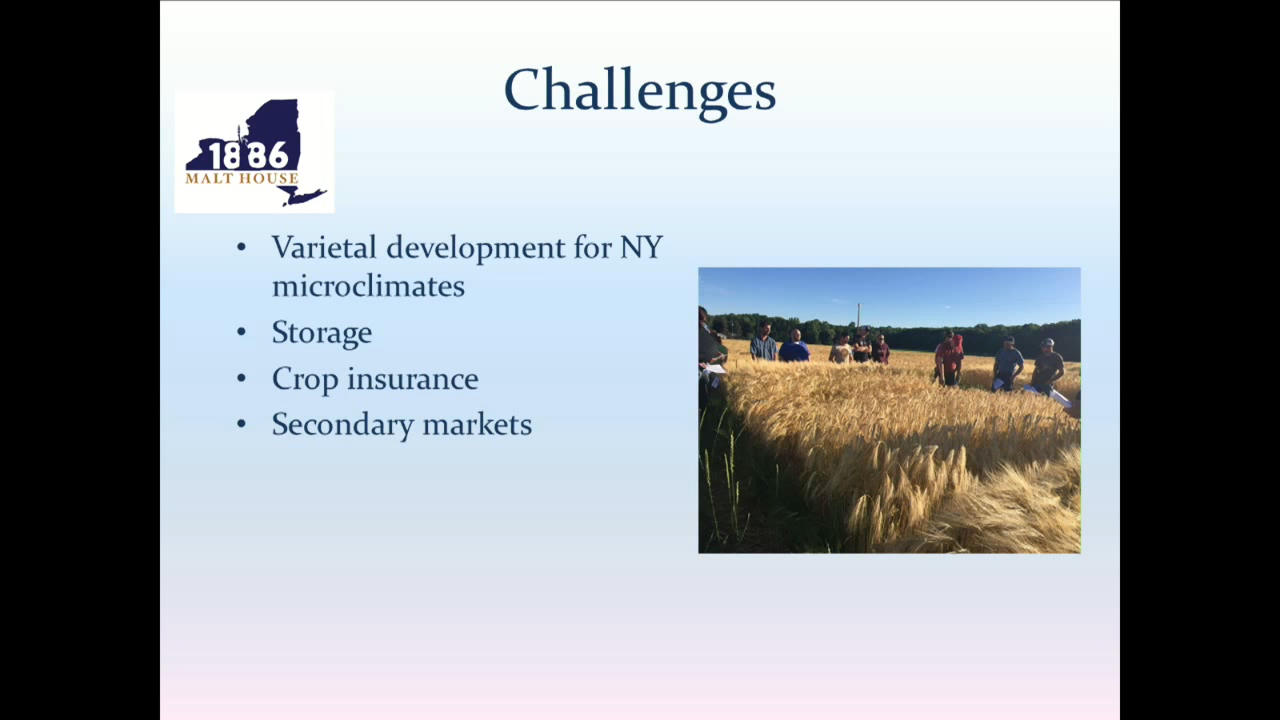 Challenges
1886
MALT HOUSE
• Varietal development for NY
microclimates
• Storage
• Crop insurance
• Secondary markets